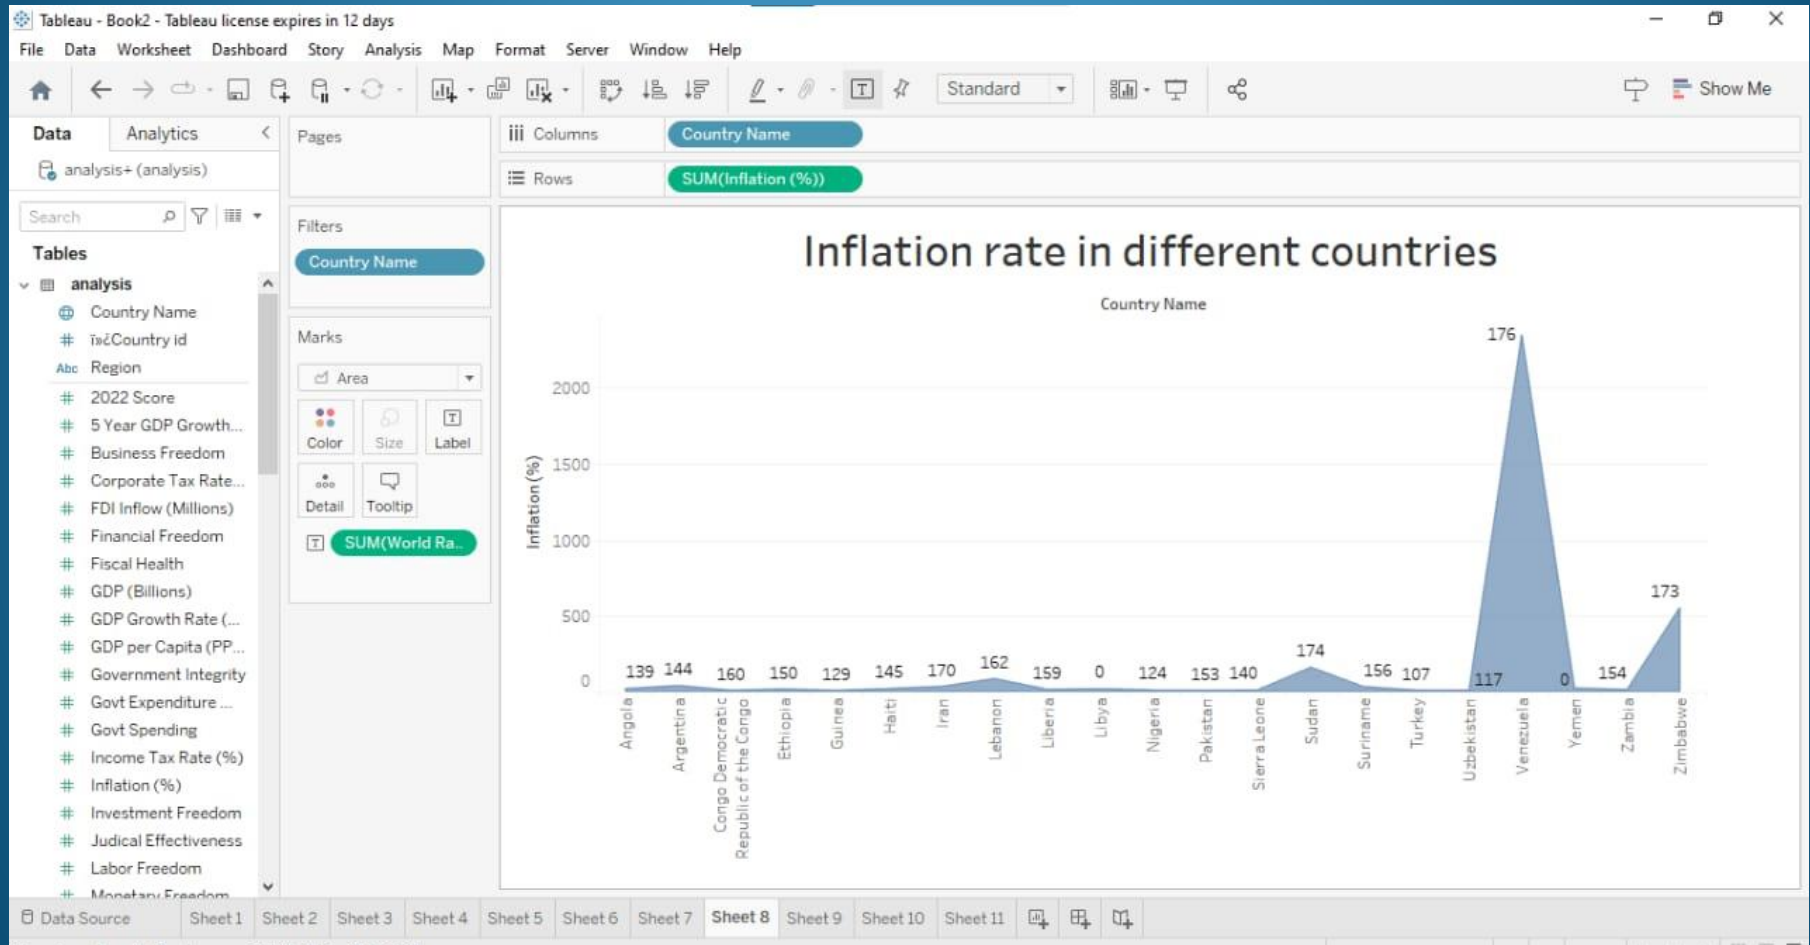 Tableau - Book2 - Tableau license expires in 12 days
File Data Worksheet Dashboard Story Analysis Map Format Server Window Help
Standard
Show Me
Data Analytics
analysis+ (analysis)
Search
Tables
analysis
Country Name
ï»¿Country id
Abc Region
2022 Score
5 Year GDP Growth...
Business Freedom
Corporate Tax Rate...
FDI Inflow (Millions)
Financial Freedom
Fiscal Health
GDP (Billions)
GDP Growth Rate (...
GDP per Capita (PP...
Government Integrity
Govt Expenditure ...
Govt Spending
Income Tax Rate (%)
Inflation (%)
Investment Freedom
Judical Effectiveness
Labor Freedom
Monetary Freedom
Pages
Filters
Country Name
Marks
Area
Color Size Label
Detail Tooltip
SUM(World Ra..
Columns Country Name
Rows SUM(Inflation (%))
Inflation rate in different countries
Country Name
Inflation (%)
2000
1500
1000
500
0
139 144 160 150 129 145 170 162 159 0 124 153 140 174 156 107 117 176 0 154 173
Angola
Argentina
Congo Democratic
Republic of the Congo
Ethiopia
Guinea
Haiti
Iran
Lebanon
Liberia
Libya
Nigeria
Pakistan
Sierra Leone
Sudan
Suriname
Turkey
Uzbekistan
Venezuela
Yemen
Zambia
Zimbabwe
Data Source Sheet 1 Sheet 2 Sheet 3 Sheet 4 Sheet 5 Sheet 6 Sheet 7 Sheet 8 Sheet 9 Sheet 10 Sheet 11